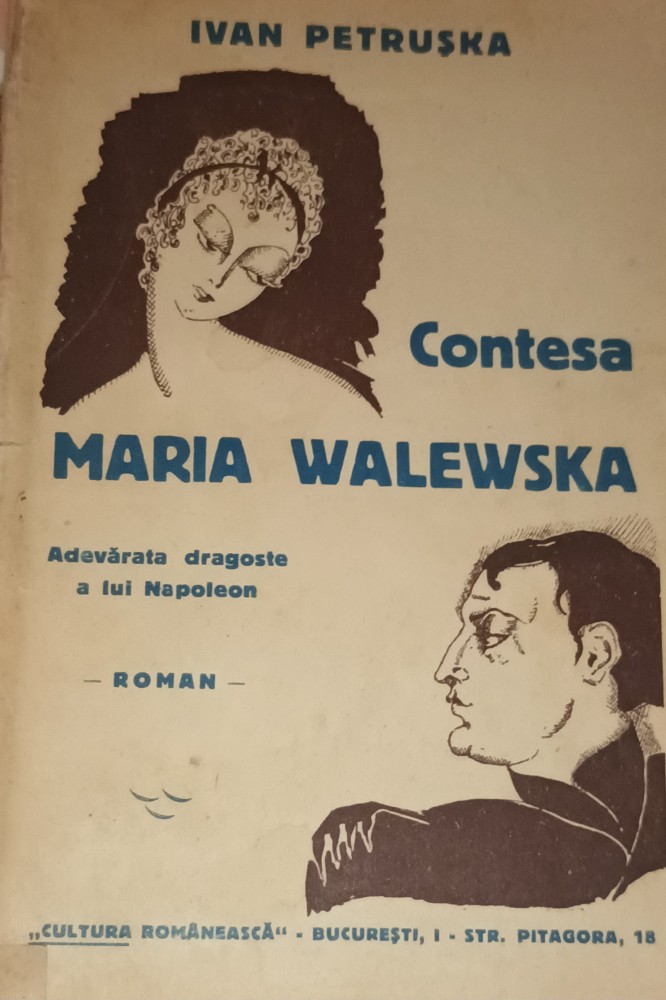 IVAN PETRUŞKA
Contesa
MARIA WALEWSKA
Adevărata dragoste
a lui Napoleon
— ROMAN —
„CULTURA ROMÂNEASCĂ“ - BUCUREŞTI, I - STR. PITAGORA, 18